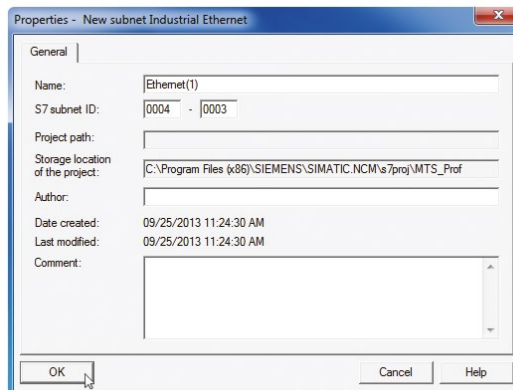 Properties - New subnet Industrial Ethernet
General
Name: Ethernet(1)
S7 subnet ID: 0004 - 0003
Project path:
Storage location
of the project: C:\Program Files (x86)\SIEMENS\SIMATIC.NCM\s7proj\MTS_Prof
Author:
Date created: 09/25/2013 11:24:30 AM
Last modified: 09/25/2013 11:24:30 AM
Comment:
OK Cancel Help